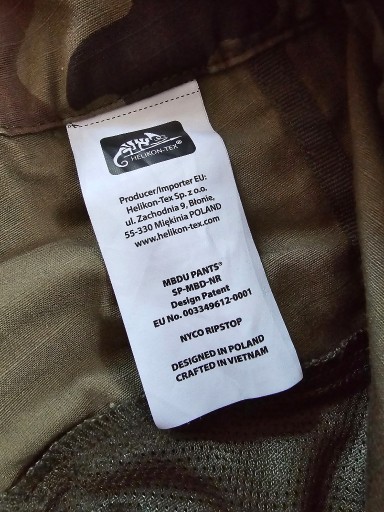 HELIKON-TEX®
Producer/Importer EU:
Helikon-Tex Sp. z o.o.
ul. Zachodnia 9, Błonie,
55-330 Miękinia POLAND
www.helikon-tex.com
MBDU PANTS®
SP-MBD-NR
Design Patent
EU No. 003349612-0001
NYCO RIPSTOP
DESIGNED IN POLAND
CRAFTED IN VIETNAM